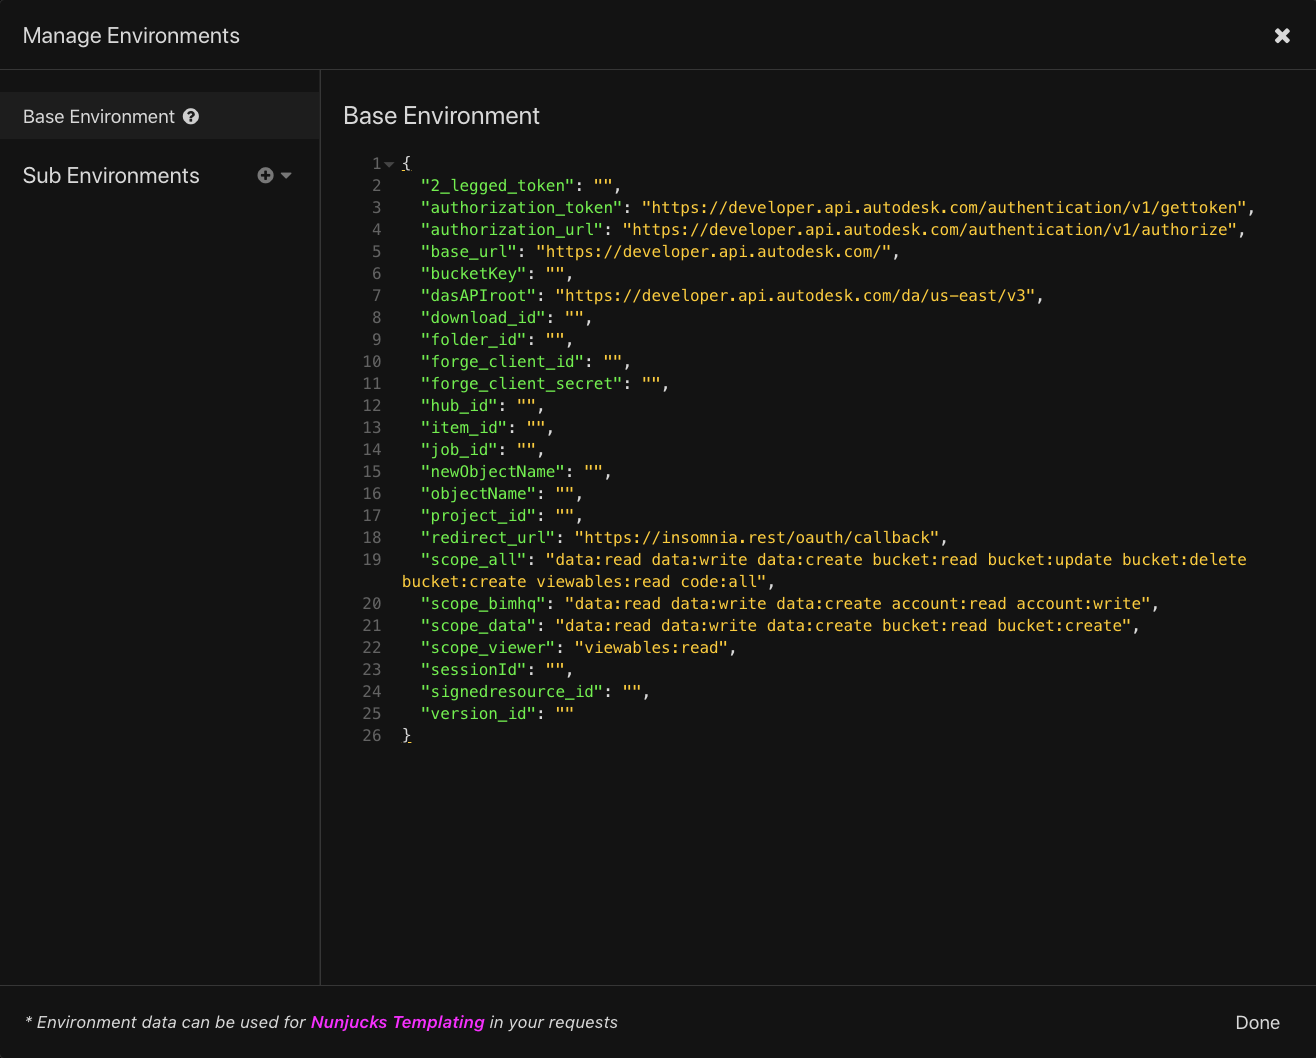 Manage Environments
Base Environment
Sub Environments
Base Environment
1 {
2 "2_legged_token": "",
3 "authorization_token": "https://developer.api.autodesk.com/authentication/v1/gettoken",
4 "authorization_url": "https://developer.api.autodesk.com/authentication/v1/authorize",
5 "base_url": "https://developer.api.autodesk.com/",
6 "bucketKey": "",
7 "dasAPIroot": "https://developer.api.autodesk.com/da/us-east/v3",
8 "download_id": "",
9 "folder_id": "",
10 "forge_client_id": "",
11 "forge_client_secret": "",
12 "hub_id": "",
13 "item_id": "",
14 "job_id": "",
15 "newObjectName": "",
16 "objectName": "",
17 "project_id": "",
18 "redirect_url": "https://insomnia.rest/oauth/callback",
19 "scope_all": "data:read data:write data:create bucket:read bucket:update bucket:delete
bucket:create viewables:read code:all",
20 "scope_bimhq": "data:read data:write data:create account:read account:write",
21 "scope_data": "data:read data:write data:create bucket:read bucket:create",
22 "scope_viewer": "viewables:read",
23 "sessionId": "",
24 "signedresource_id": "",
25 "version_id": ""
26 }
* Environment data can be used for Nunjucks Templating in your requests
Done